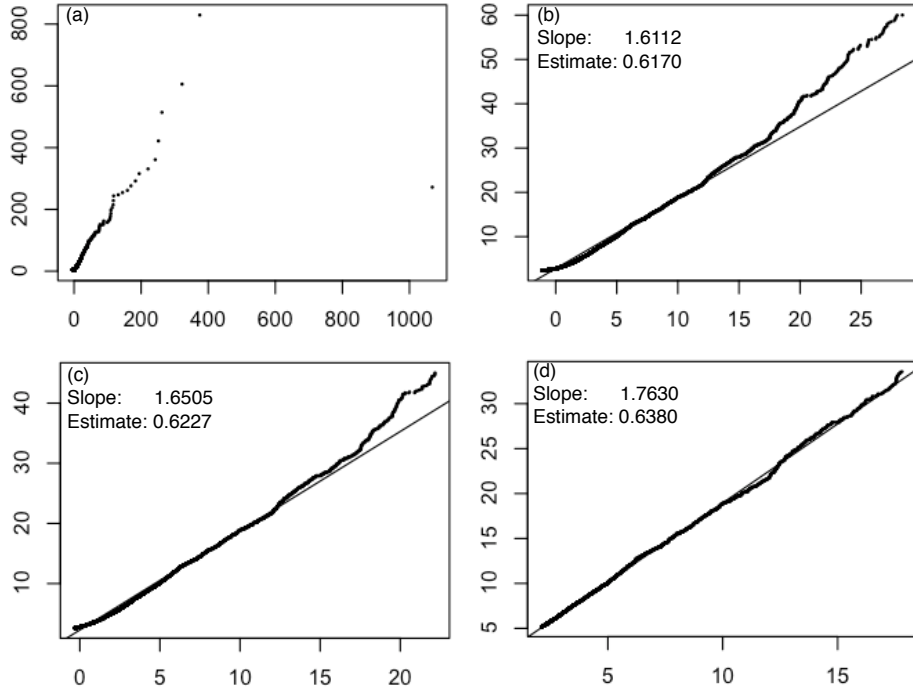 (a)
800
600
400
200
0
0 200 400 600 800 1000
(b)
Slope: 1.6112
Estimate: 0.6170
60
50
40
30
20
10
0 5 10 15 20 25
(c)
Slope: 1.6505
Estimate: 0.6227
40
30
20
10
0 5 10 15 20
(d)
Slope: 1.7630
Estimate: 0.6380
30
25
20
15
10
5
5 10 15